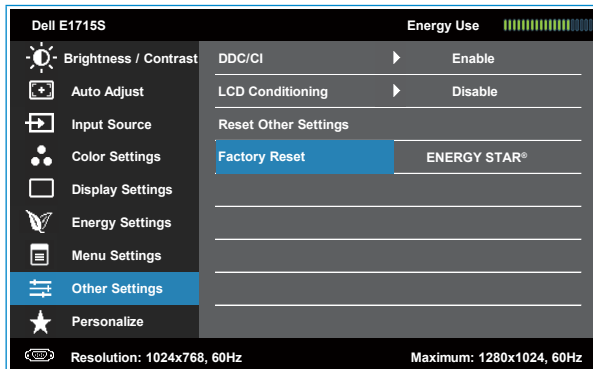 Dell E1715S Energy Use
Brightness / Contrast DDC/CI Enable
Auto Adjust LCD Conditioning Disable
Input Source Reset Other Settings
Color Settings Factory Reset ENERGY STAR®
Display Settings
Energy Settings
Menu Settings
Other Settings
Personalize
Resolution: 1024x768, 60Hz Maximum: 1280x1024, 60Hz